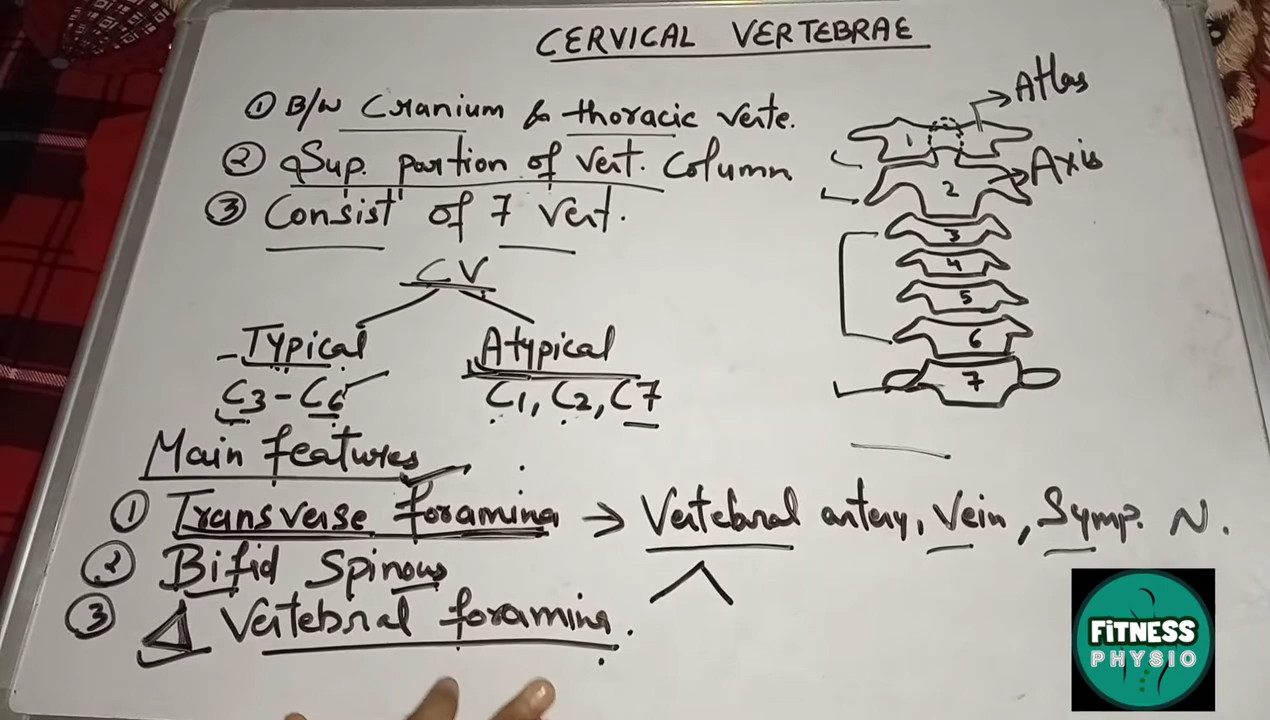 CERVICAL VERTEBRAE
① B/w Cranium & thoracic verte.
② Sup. portion of vert. column
③ Consist of 7 vert.
CV
Typical
Atypical
C3 - C6
C1, C2, C7
Main features
① Transverse foramina → Vertebral artery, Vein, Symp. N.
② Bifid Spinous
③ Δ Vertebral foramina.
Atlas
Axis
1
2
3
4
5
6
7
FiTNESS
PHYSIO